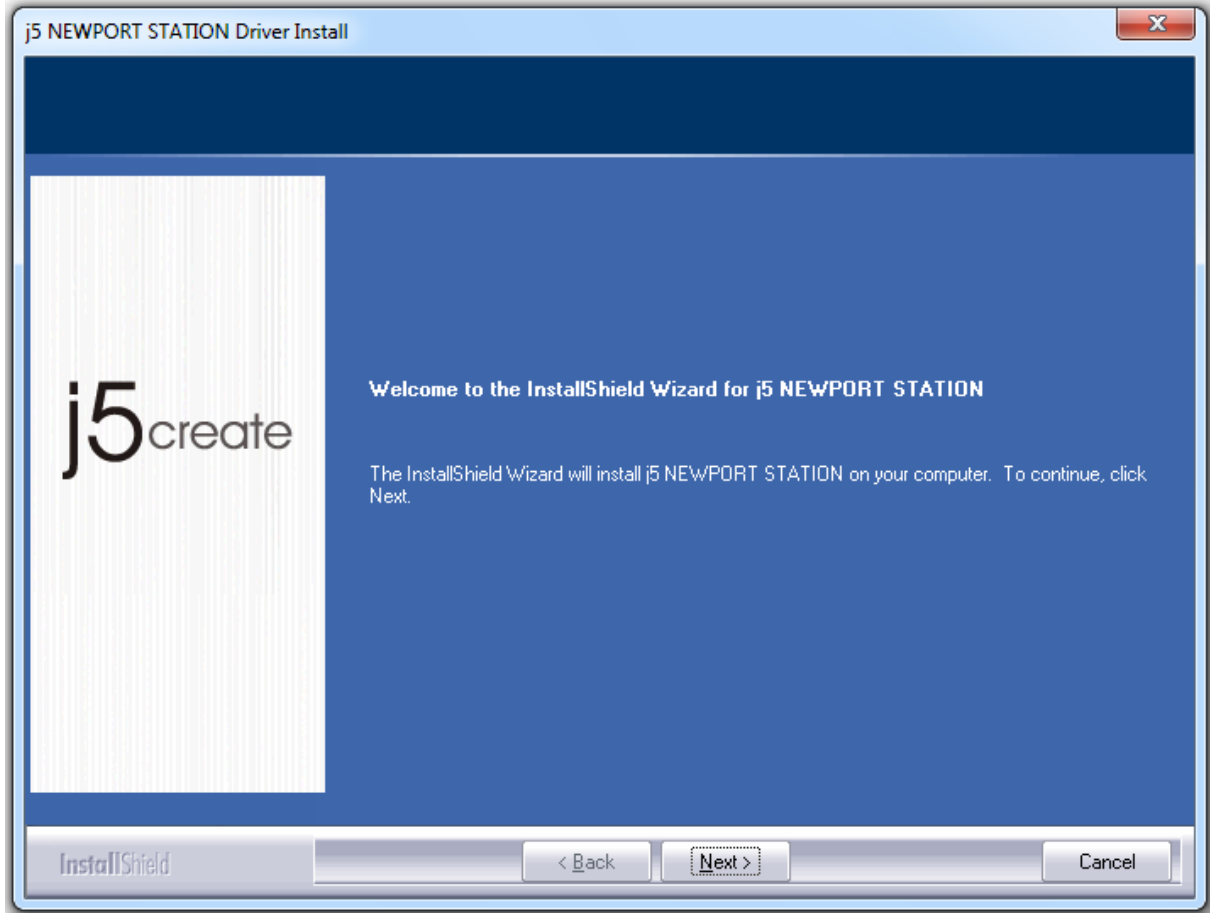 j5 NEWPORT STATION Driver Install
j5create
Welcome to the InstallShield Wizard for j5 NEWPORT STATION
The InstallShield Wizard will install j5 NEWPORT STATION on your computer.  To continue, click
Next.
InstallShield
< Back
Next >
Cancel